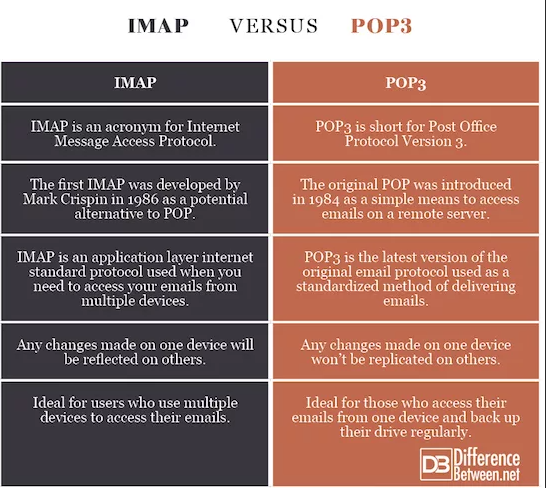 IMAP VERSUS POP3
IMAP
POP3
IMAP is an acronym for Internet
Message Access Protocol.
POP3 is short for Post Office
Protocol Version 3.
The first IMAP was developed by
Mark Crispin in 1986 as a potential
alternative to POP.
The original POP was introduced
in 1984 as a simple means to access
emails on a remote server.
IMAP is an application layer internet
standard protocol used when you
need to access your emails from
multiple devices.
POP3 is the latest version of the
original email protocol used as a
standardized method of delivering
emails.
Any changes made on one device will
be reflected on others.
Any changes made on one device
won't be replicated on others.
Ideal for users who use multiple
devices to access their emails.
Ideal for those who access their
emails from one device and back up
their drive regularly.
DB Difference
Between.net